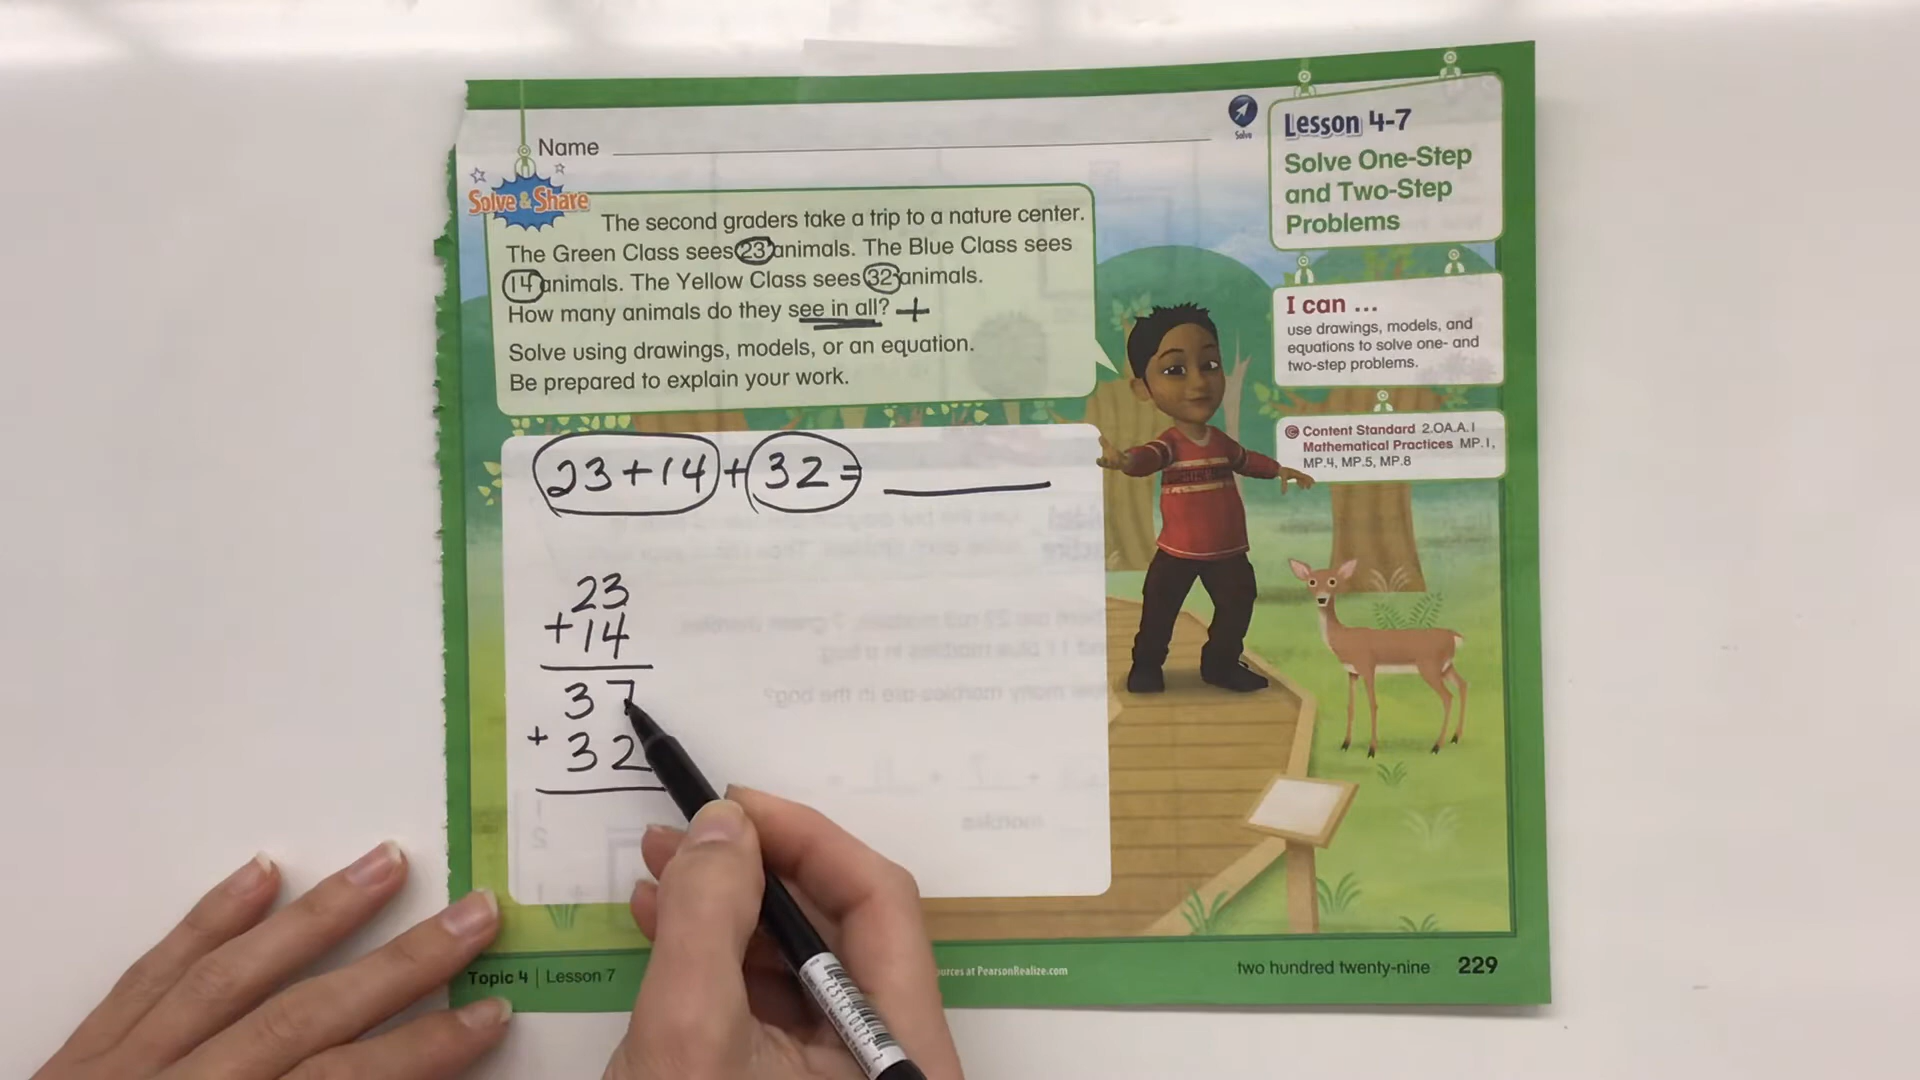 Name
Solve
Lesson 4-7
Solve One-Step
and Two-Step
Problems
Solve & Share
The second graders take a trip to a nature center.
The Green Class sees 23 animals. The Blue Class sees
14 animals. The Yellow Class sees 32 animals.
How many animals do they see in all? +
Solve using drawings, models, or an equation.
Be prepared to explain your work.
I can ...
use drawings, models, and
equations to solve one- and
two-step problems.
Content Standard 2.OA.A.1
Mathematical Practices MP.1,
MP.4, MP.5, MP.8
23+14+32=
23
+14
37
+32
Topic 4 | Lesson 7
at PearsonRealize.com
two hundred twenty-nine 229